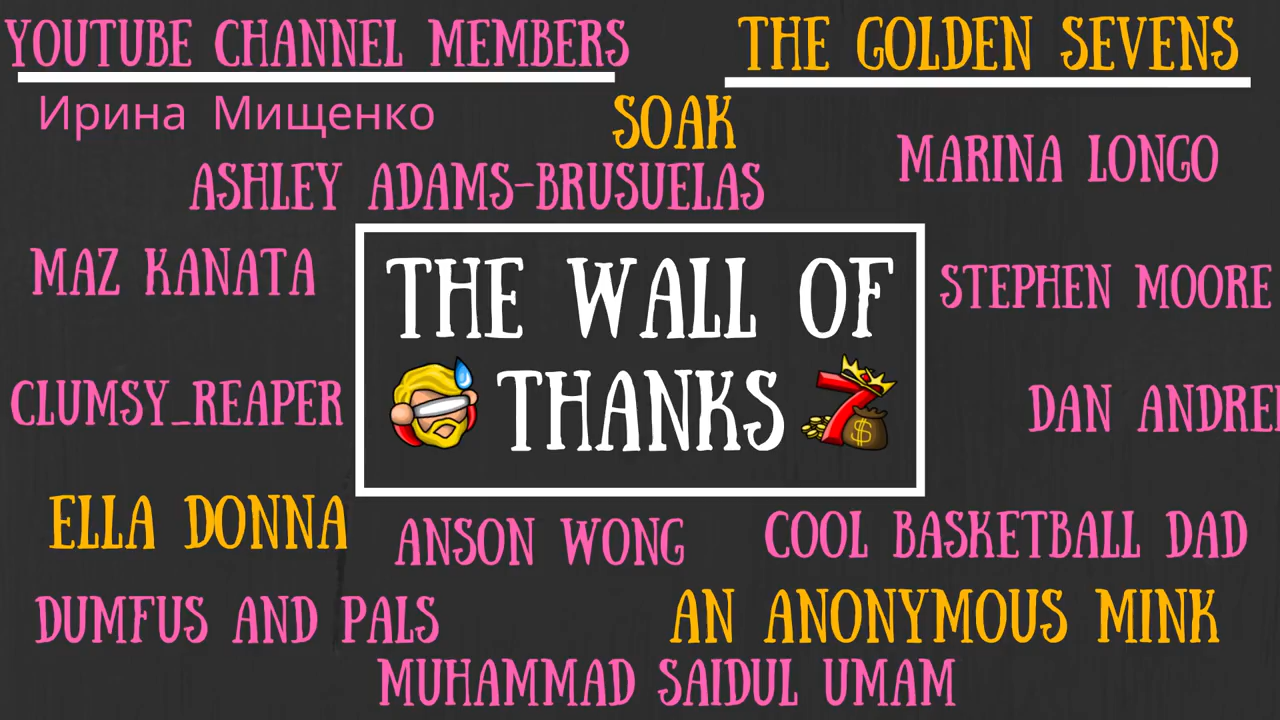 YOUTUBE CHANNEL MEMBERS
THE GOLDEN SEVENS
Ирина Мищенко
SOAK
MARINA LONGO
ASHLEY ADAMS-BRUSUELAS
MAZ KANATA
THE WALL OF
STEPHEN MOORE
THANKS
7
$
CLUMSY_REAPER
DAN
ELLA DONNA
ANSON WONG
COOL BASKETBALL DAD
DUMFUS AND PALS
AN ANONYMOUS MINK
MUHAMMAD SAIDUL UMAM